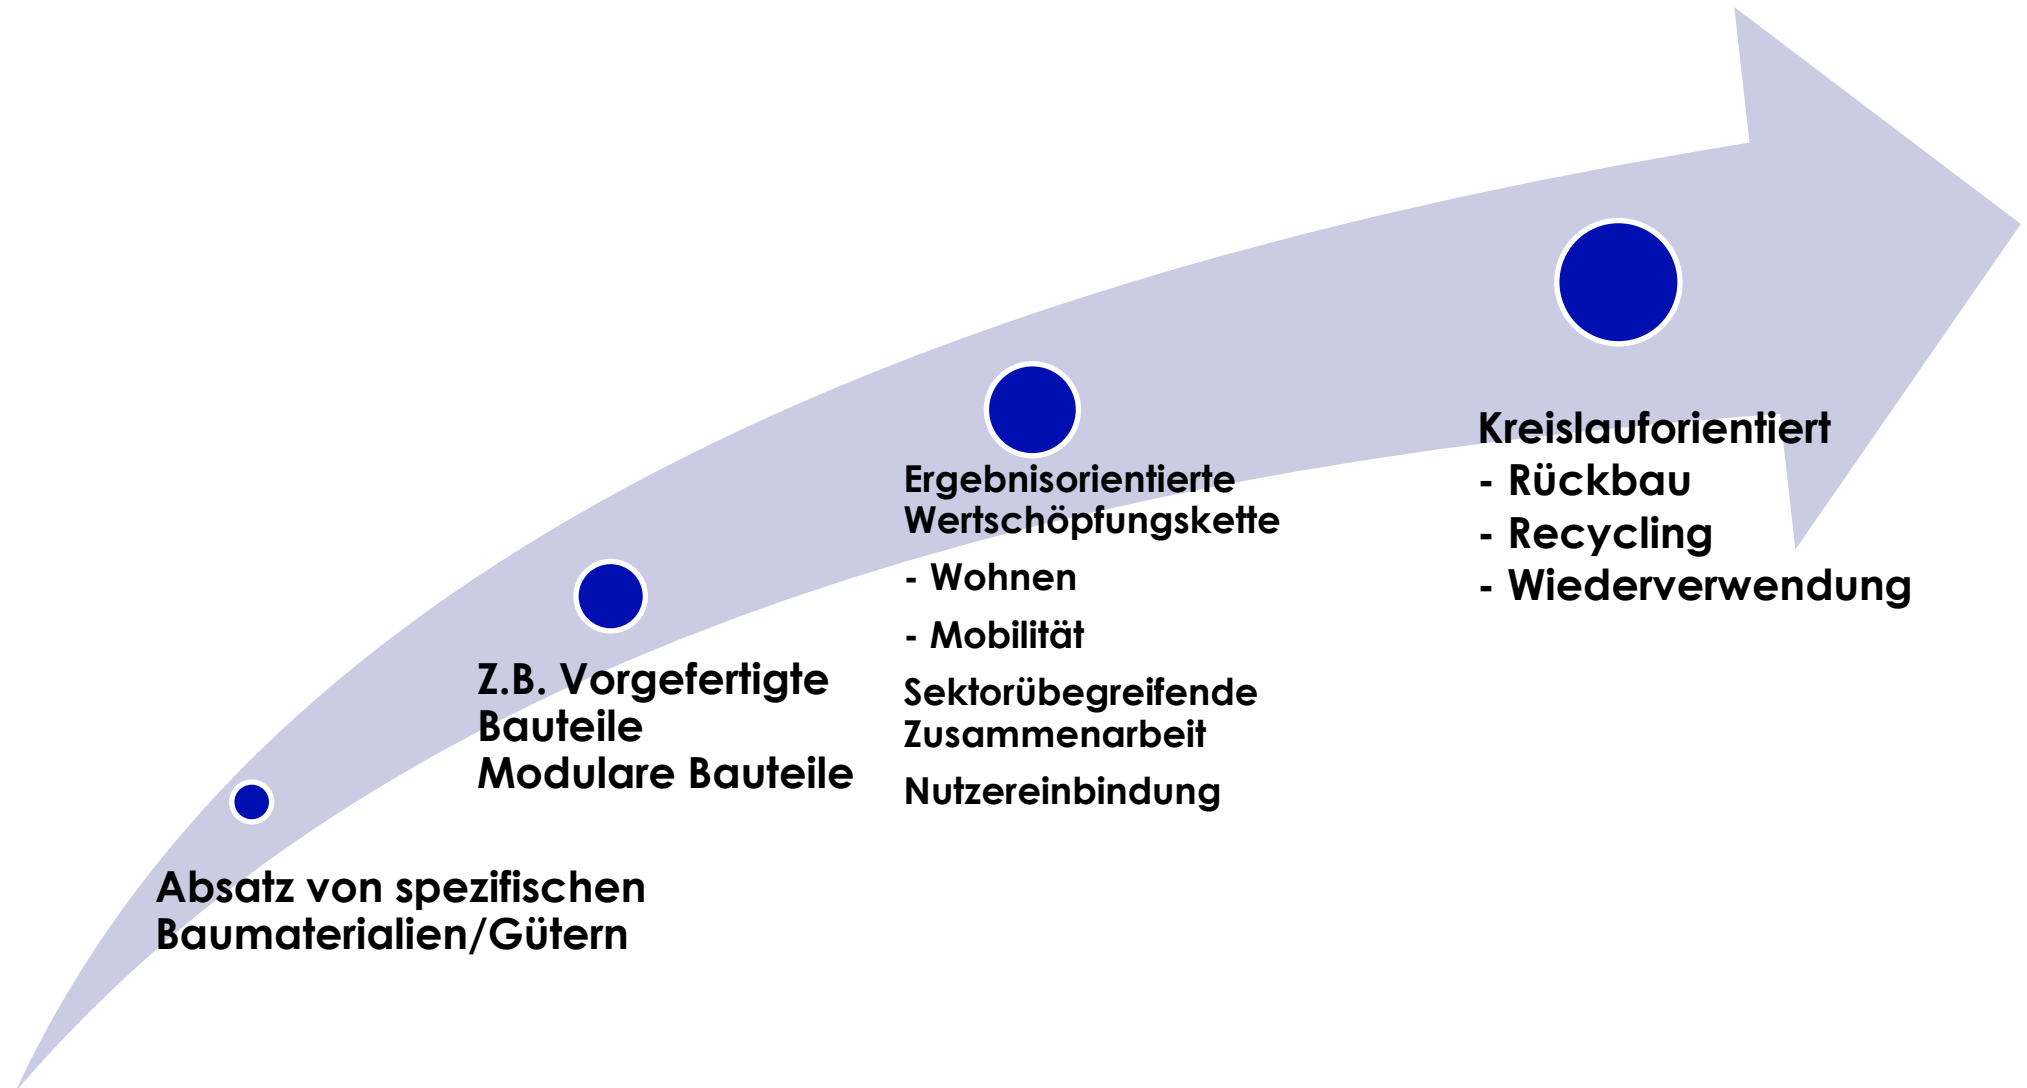 Absatz von spezifischen
Baumaterialien/Gütern
Z.B. Vorgefertigte
Bauteile
Modulare Bauteile
Ergebnisorientierte
Wertschöpfungskette
- Wohnen
- Mobilität
Sektorübegreifende
Zusammenarbeit
Nutzereinbindung
Kreislauforientiert
- Rückbau
- Recycling
- Wiederverwendung